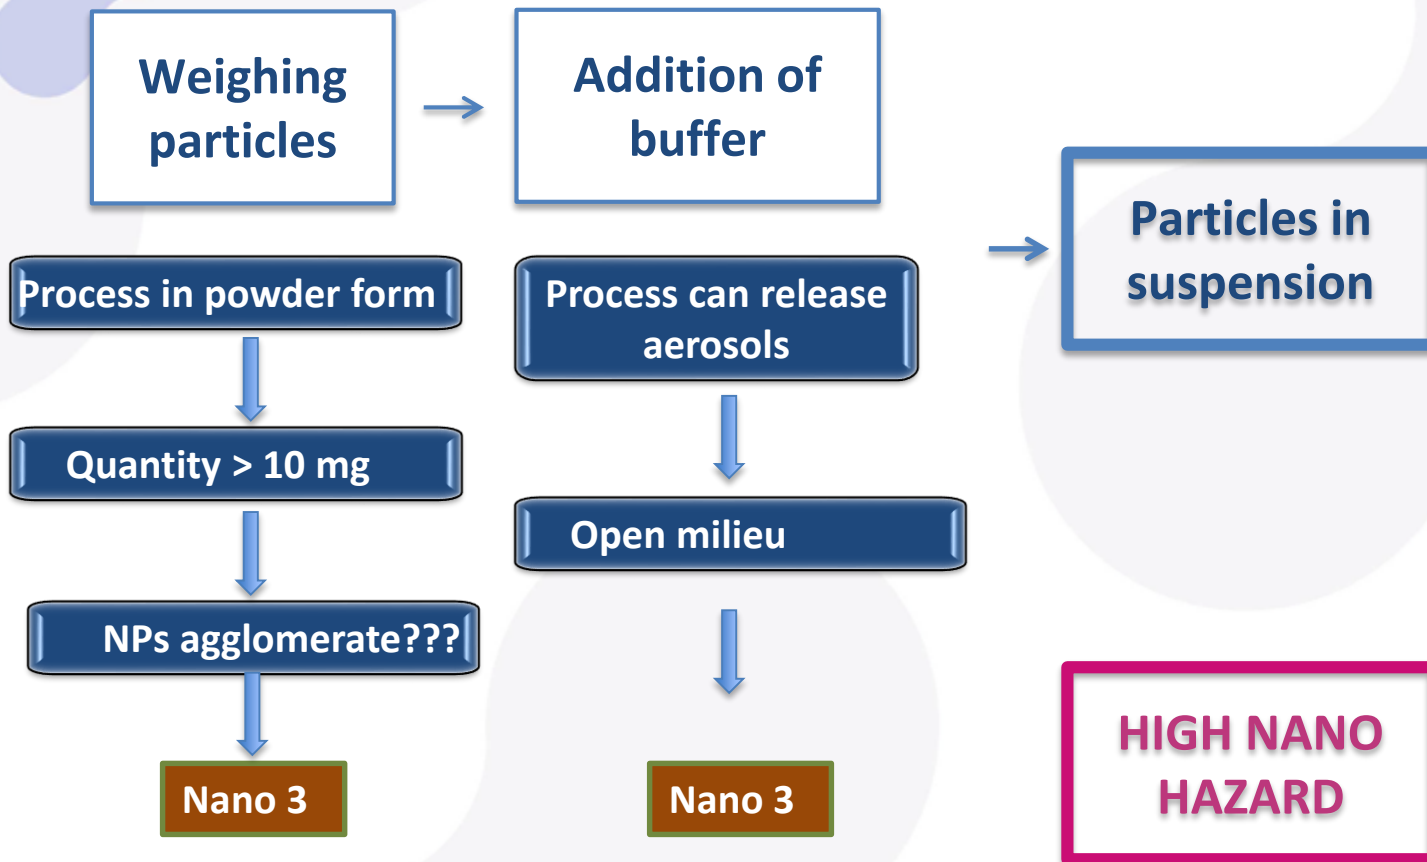 Weighing
particles
Addition of
buffer
Particles in
suspension
Process in powder form
Quantity > 10 mg
NPs agglomerate???
Nano 3
Process can release
aerosols
Open milieu
Nano 3
HIGH NANO
HAZARD